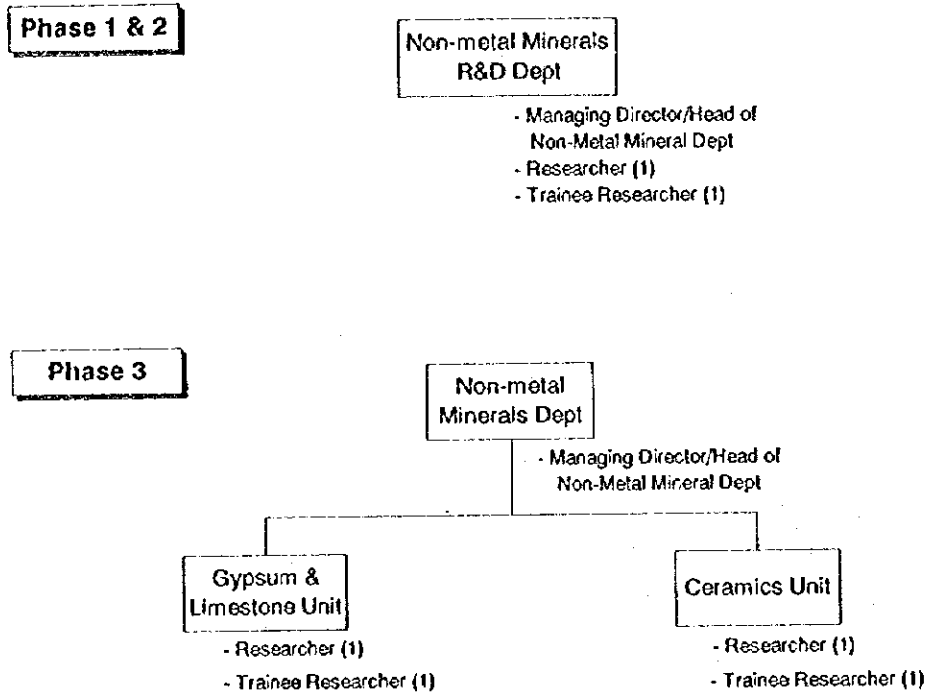 Phase 1 & 2
Non-metal Minerals
R&D Dept
- Managing Director/Head of
Non-Metal Mineral Dept
- Researcher (1)
- Trainee Researcher (1)
Phase 3
Non-metal
Minerals Dept
- Managing Director/Head of
Non-Metal Mineral Dept
Gypsum &
Limestone Unit
- Researcher (1)
- Trainee Researcher (1)
Ceramics Unit
- Researcher (1)
- Trainee Researcher (1)